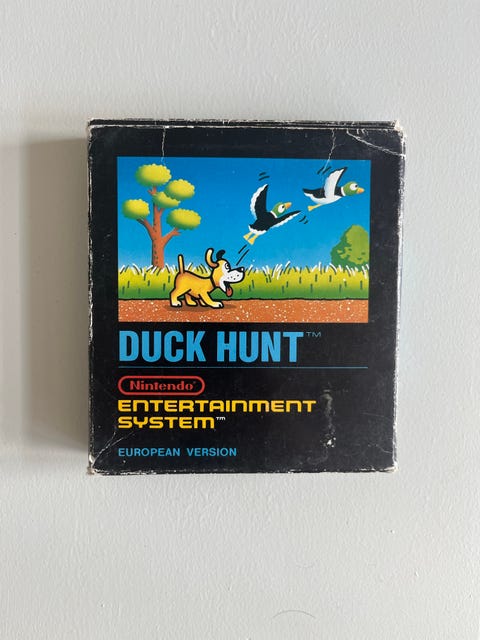 DUCK HUNT™
Nintendo®
ENTERTAINMENT
SYSTEM™
EUROPEAN VERSION